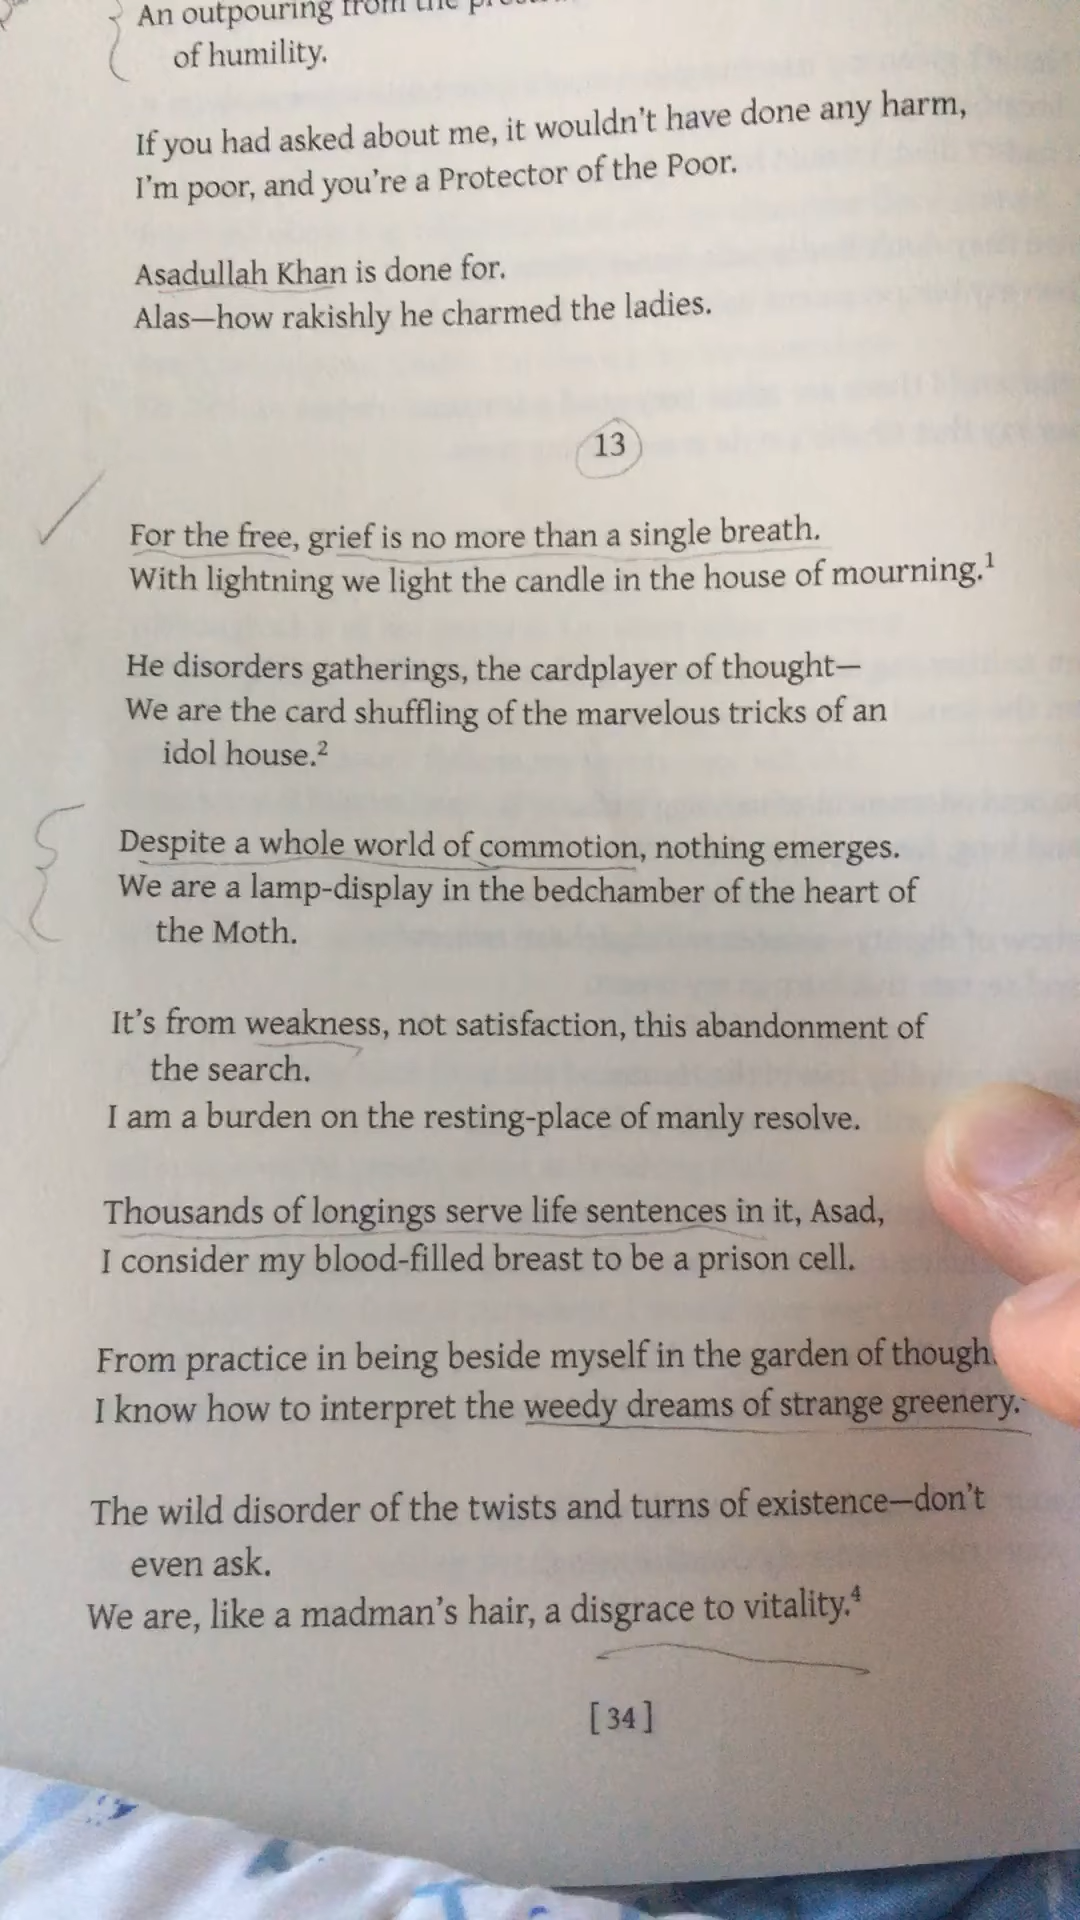 An outpouring from the
of humility.
If you had asked about me, it wouldn't have done any harm,
I'm poor, and you're a Protector of the Poor.
Asadullah Khan is done for.
Alas—how rakishly he charmed the ladies.
13
For the free, grief is no more than a single breath.
With lightning we light the candle in the house of mourning.¹
He disorders gatherings, the cardplayer of thought—
We are the card shuffling of the marvelous tricks of an
idol house.²
Despite a whole world of commotion, nothing emerges.
We are a lamp-display in the bedchamber of the heart of
the Moth.
It's from weakness, not satisfaction, this abandonment of
the search.
I am a burden on the resting-place of manly resolve.
Thousands of longings serve life sentences in it, Asad,
I consider my blood-filled breast to be a prison cell.
From practice in being beside myself in the garden of
I know how to interpret the weedy dreams of strange greenery.
The wild disorder of the twists and turns of existence—don't
even ask.
We are, like a madman's hair, a disgrace to vitality.⁴
[34]